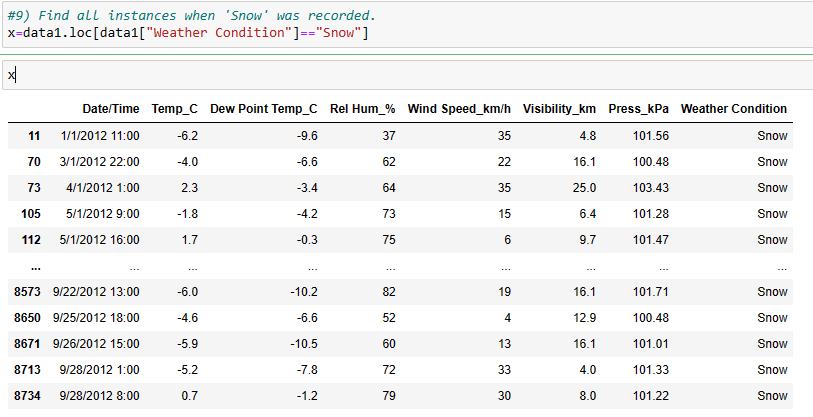 #9) Find all instances when 'Snow' was recorded.
x=data1.loc[data1["Weather Condition"]=="Snow"]
x
Date/Time Temp_C Dew Point Temp_C Rel Hum_% Wind Speed_km/h Visibility_km Press_kPa Weather Condition
11 1/1/2012 11:00 -6.2 -9.6 37 35 4.8 101.56 Snow
70 3/1/2012 22:00 -4.0 -6.6 62 22 16.1 100.48 Snow
73 4/1/2012 1:00 2.3 -3.4 64 35 25.0 103.43 Snow
105 5/1/2012 9:00 -1.8 -4.2 73 15 6.4 101.28 Snow
112 5/1/2012 16:00 1.7 -0.3 75 6 9.7 101.47 Snow
... ... ... ... ... ... ... ... ...
8573 9/22/2012 13:00 -6.0 -10.2 82 19 16.1 101.71 Snow
8650 9/25/2012 18:00 -4.6 -6.6 52 4 12.9 100.48 Snow
8671 9/26/2012 15:00 -5.9 -10.5 60 13 16.1 101.01 Snow
8713 9/28/2012 1:00 -5.2 -7.8 72 33 4.0 101.33 Snow
8734 9/28/2012 8:00 0.7 -1.2 79 30 8.0 101.22 Snow